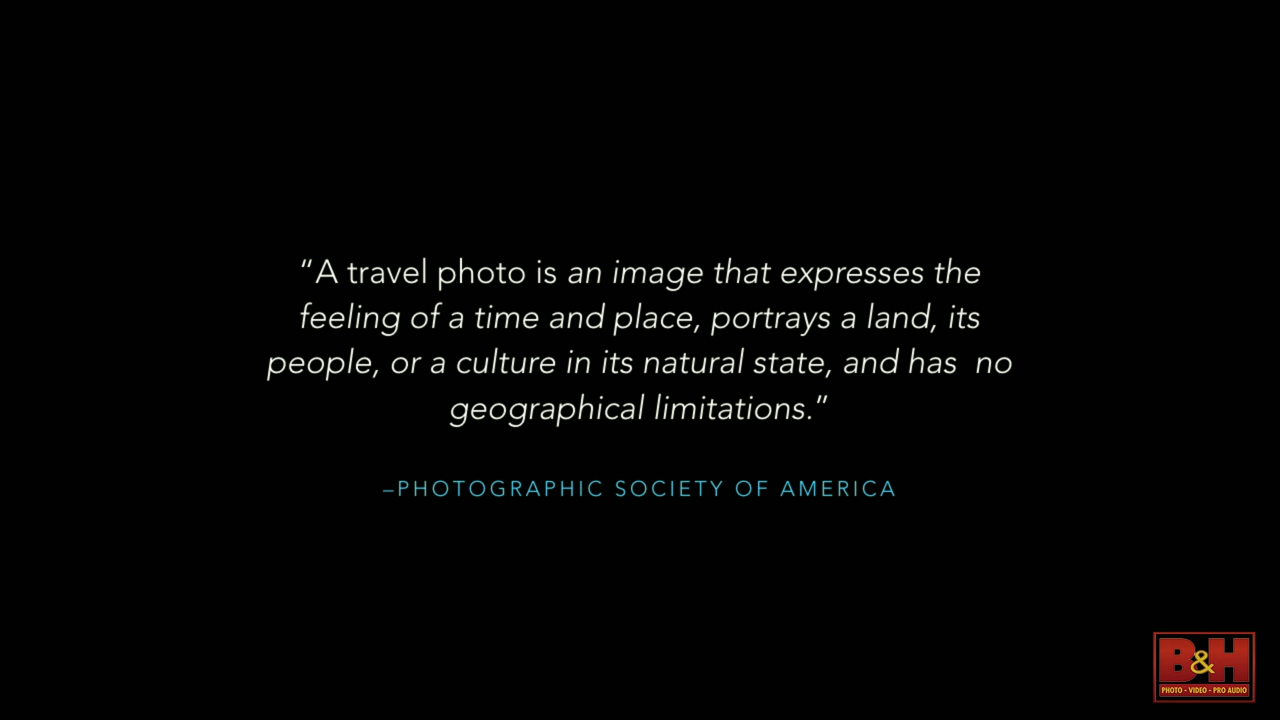 “A travel photo is an image that expresses the
feeling of a time and place, portrays a land, its
people, or a culture in its natural state, and has  no
geographical limitations.”
–PHOTOGRAPHIC SOCIETY OF AMERICA
B&H
PHOTO - VIDEO - PRO AUDIO